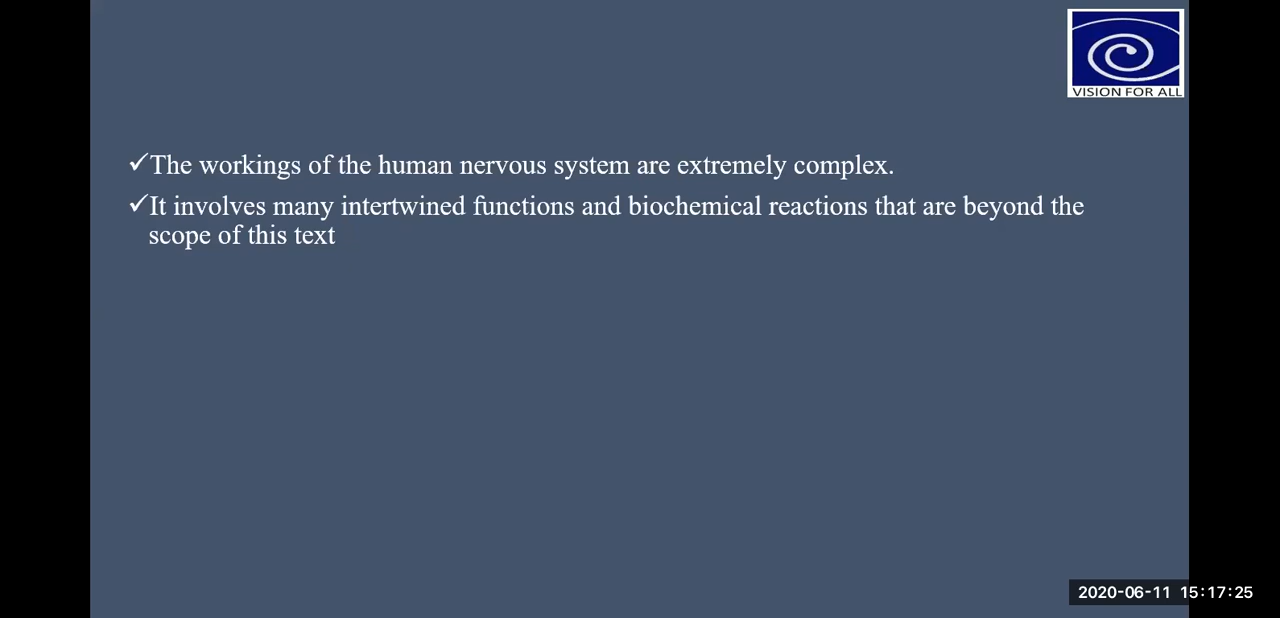 VISION FOR ALL
✓The workings of the human nervous system are extremely complex.
✓It involves many intertwined functions and biochemical reactions that are beyond the
scope of this text
2020-06-11 15:17:25